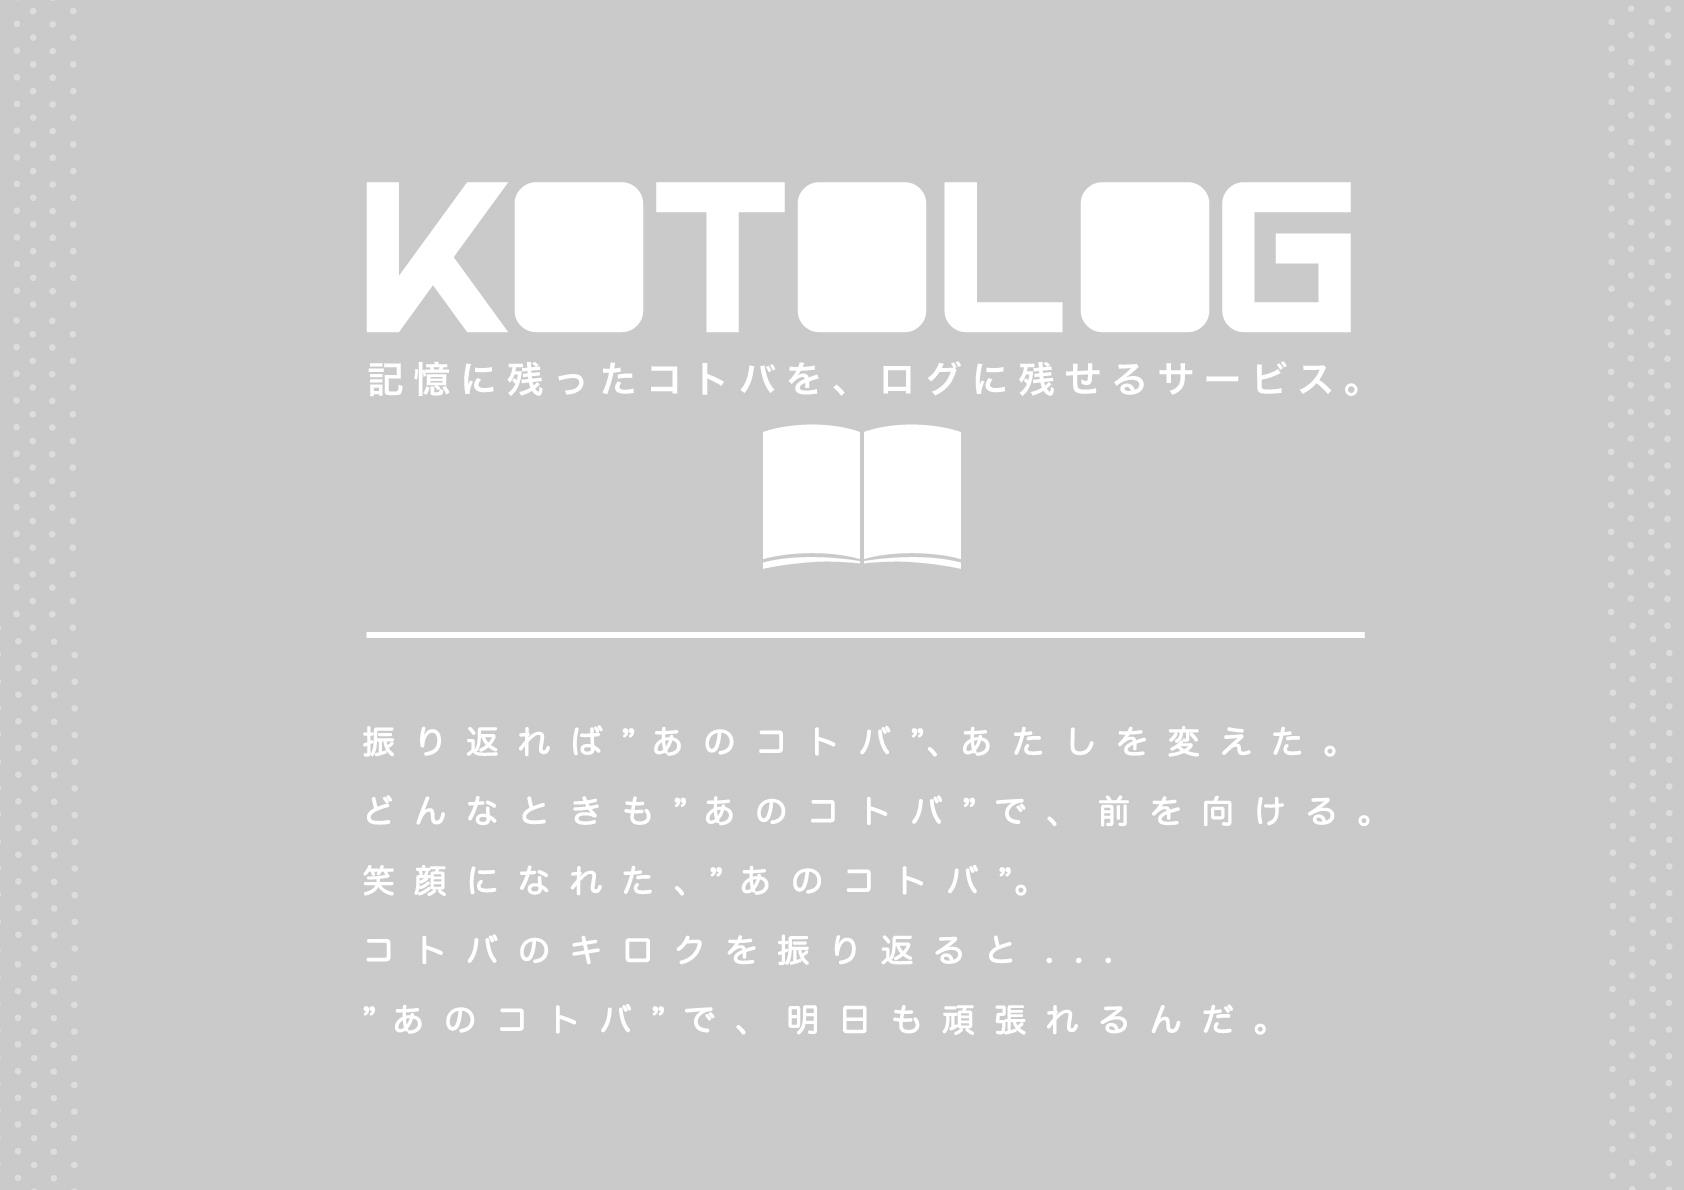 KOTOLOG
記憶に残ったコトバを、ログに残せるサービス。
振り返れば”あのコトバ”、あたしを変えた。
どんなときも”あのコトバ”で、前を向ける。
笑顔になれた、”あのコトバ”。
コトバのキロクを振り返ると...
”あのコトバ”で、明日も頑張れるんだ。